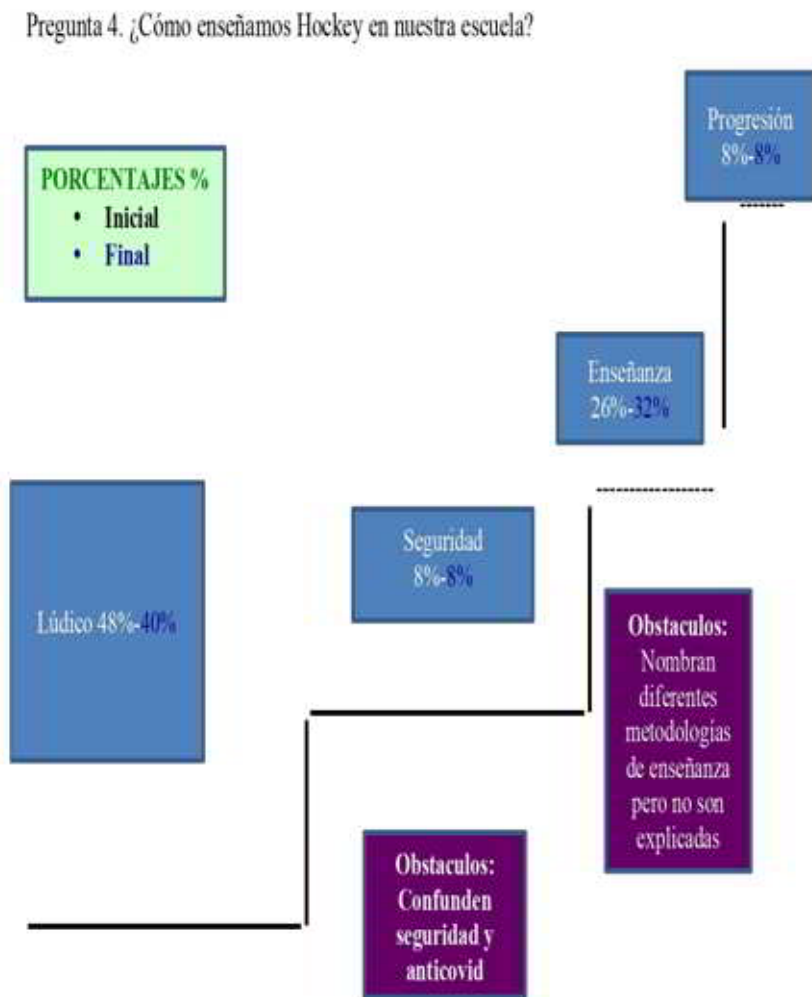 Pregunta 4. ¿Cómo enseñamos Hockey en nuestra escuela?
Progresión
8%-8%
PORCENTAJES %
• Inicial
• Final
Enseñanza
26%-32%
Seguridad
8%-8%
Lúdico 48%-40%
Obstaculos:
Nombran
diferentes
metodologías
de enseñanza
pero no son
explicadas
Obstaculos:
Confunden
seguridad y
anticovid